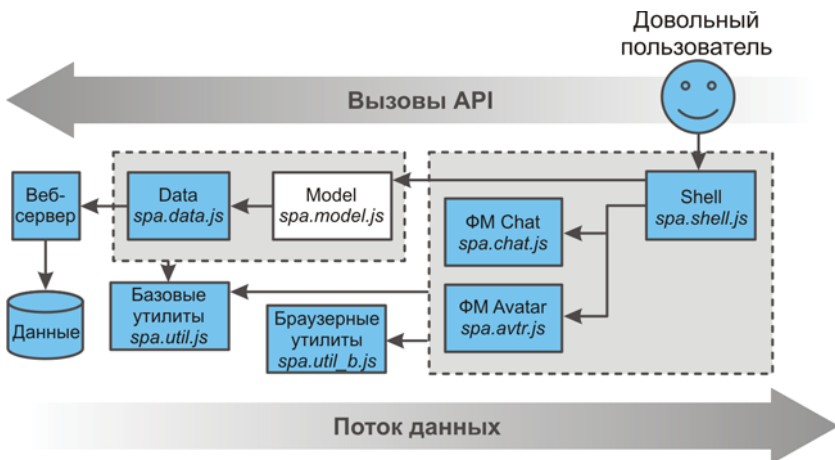 Довольный
пользователь
Вызовы API
Веб-
сервер
Data
spa.data.js
Model
spa.model.js
Shell
spa.shell.js
ФМ Chat
spa.chat.js
Данные
Базовые
утилиты
spa.util.js
Браузерные
утилиты
spa.util_b.js
ФМ Avatar
spa.avtr.js
Поток данных